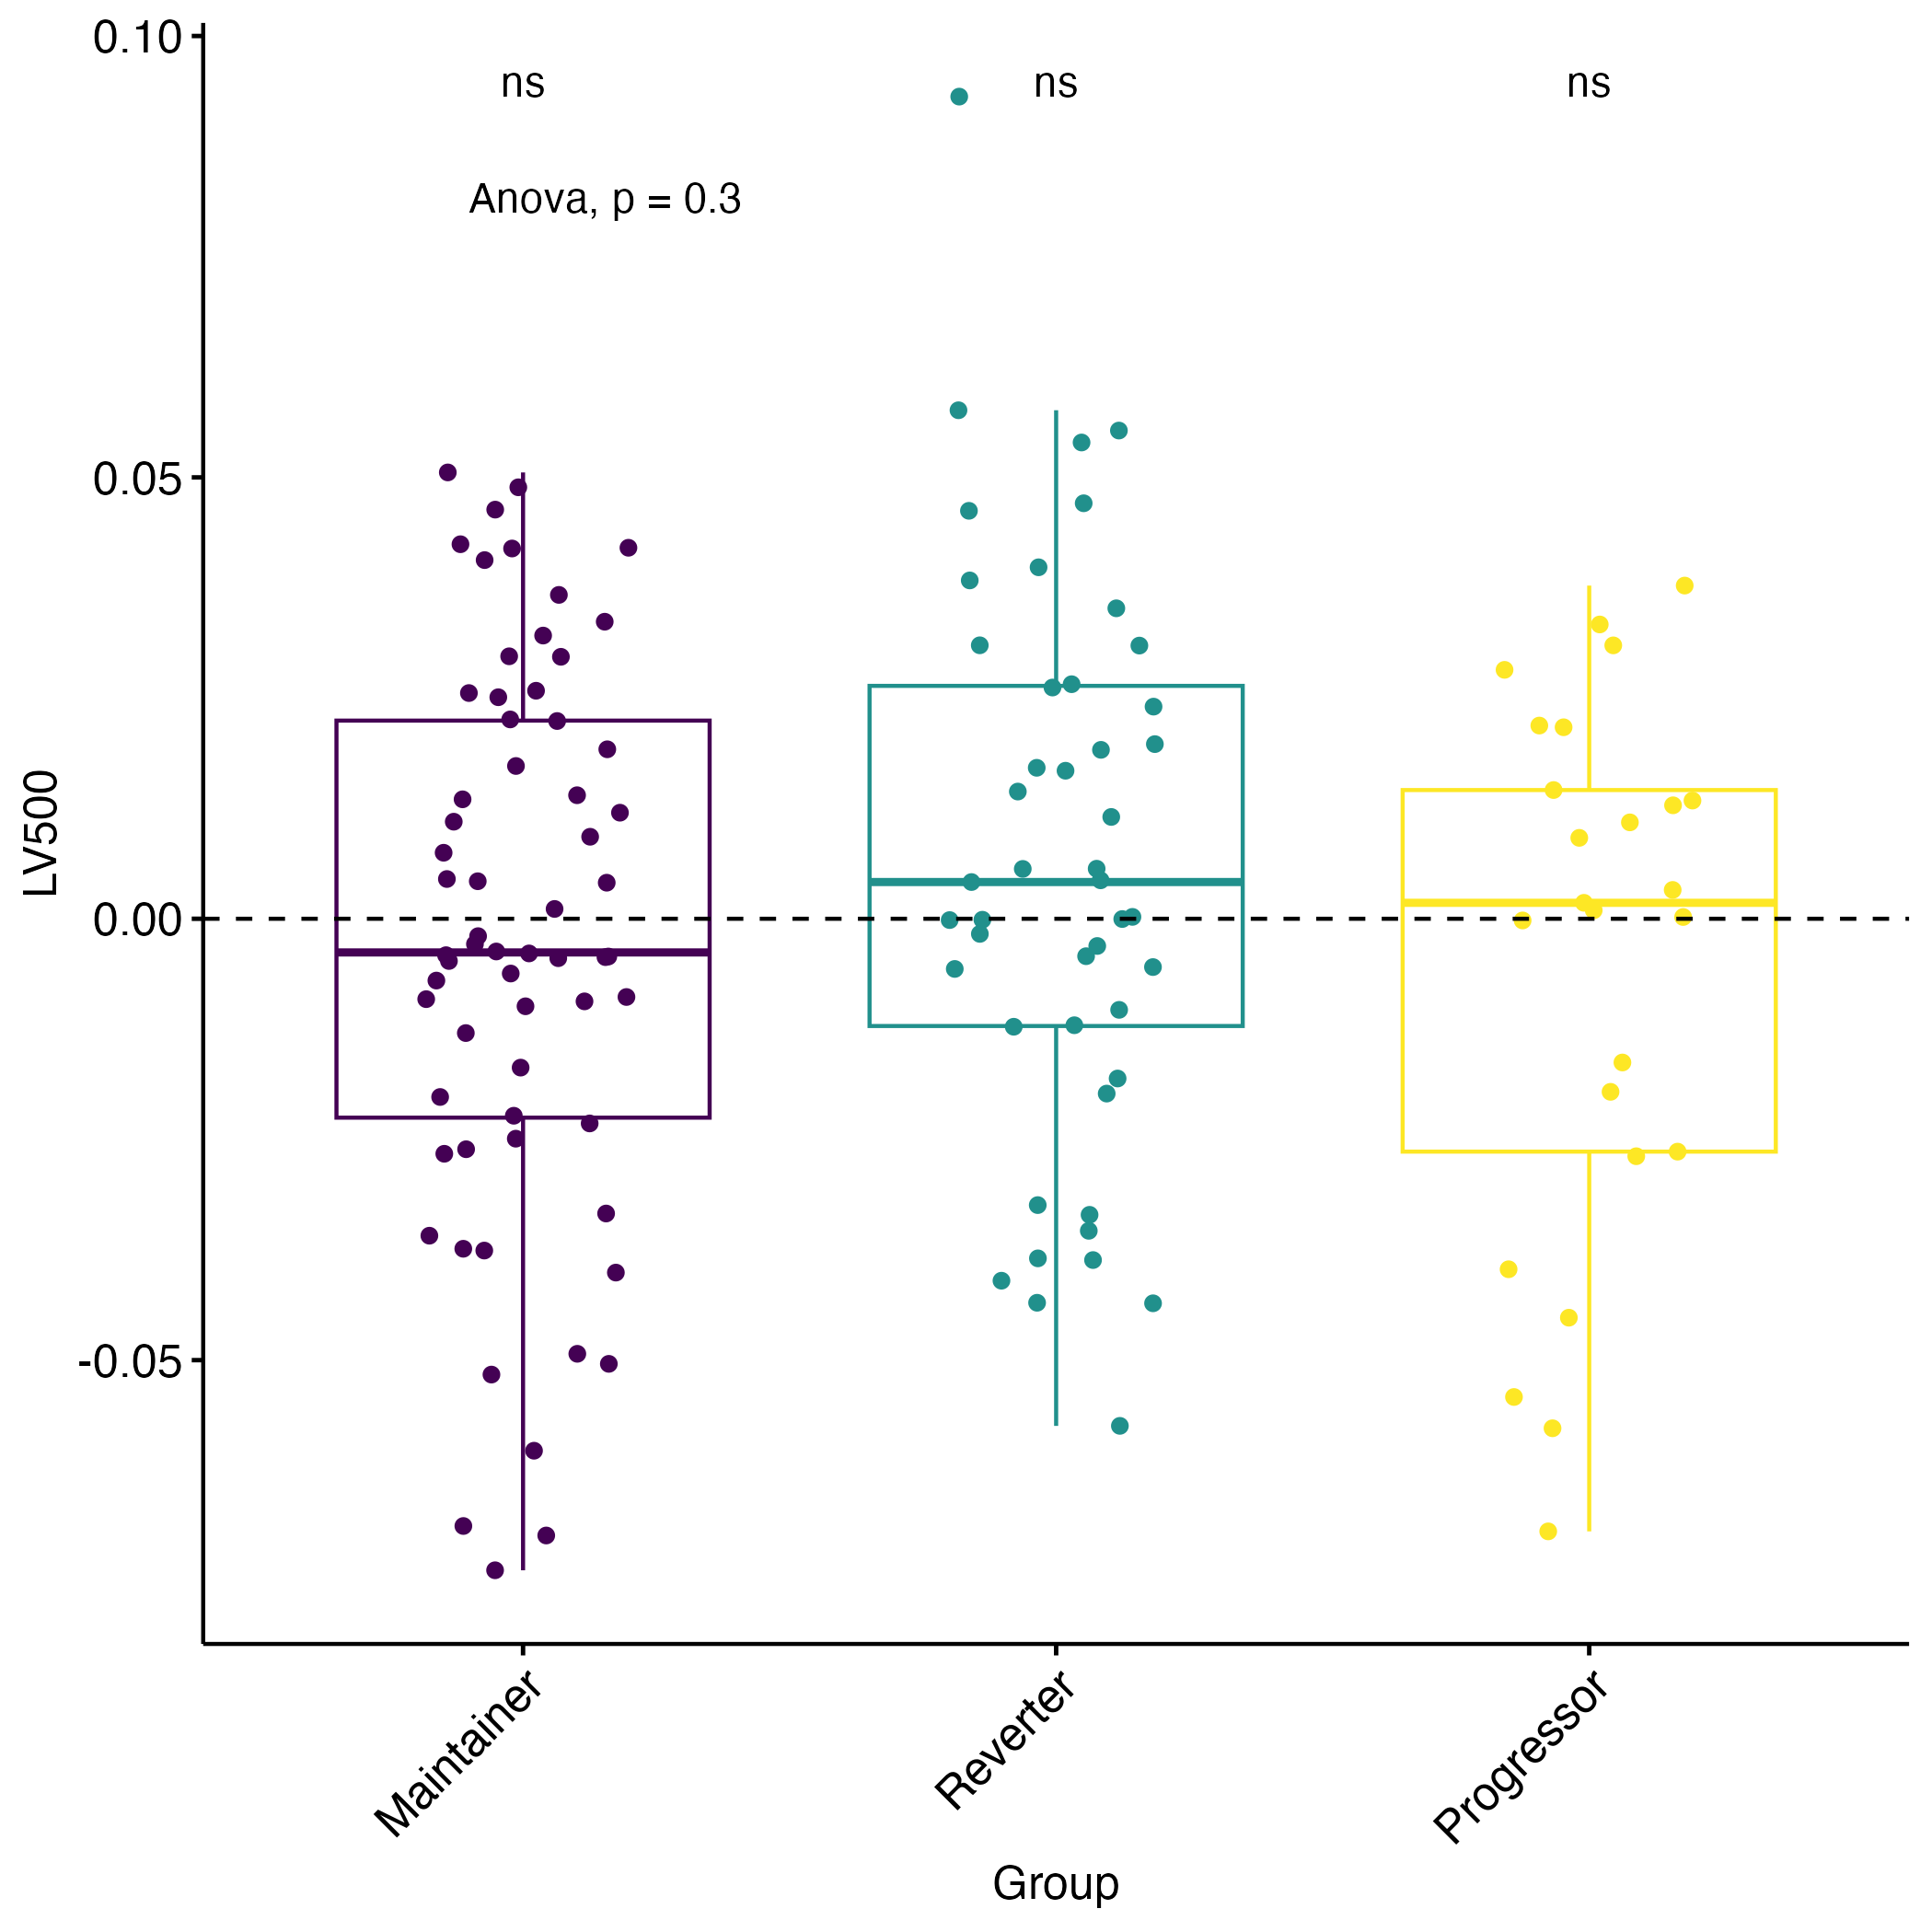 0.10
ns ns ns
Anova, p = 0.3
0.05
LV500
0.00
-0.05
Maintainer
Reverter
Progressor
Group